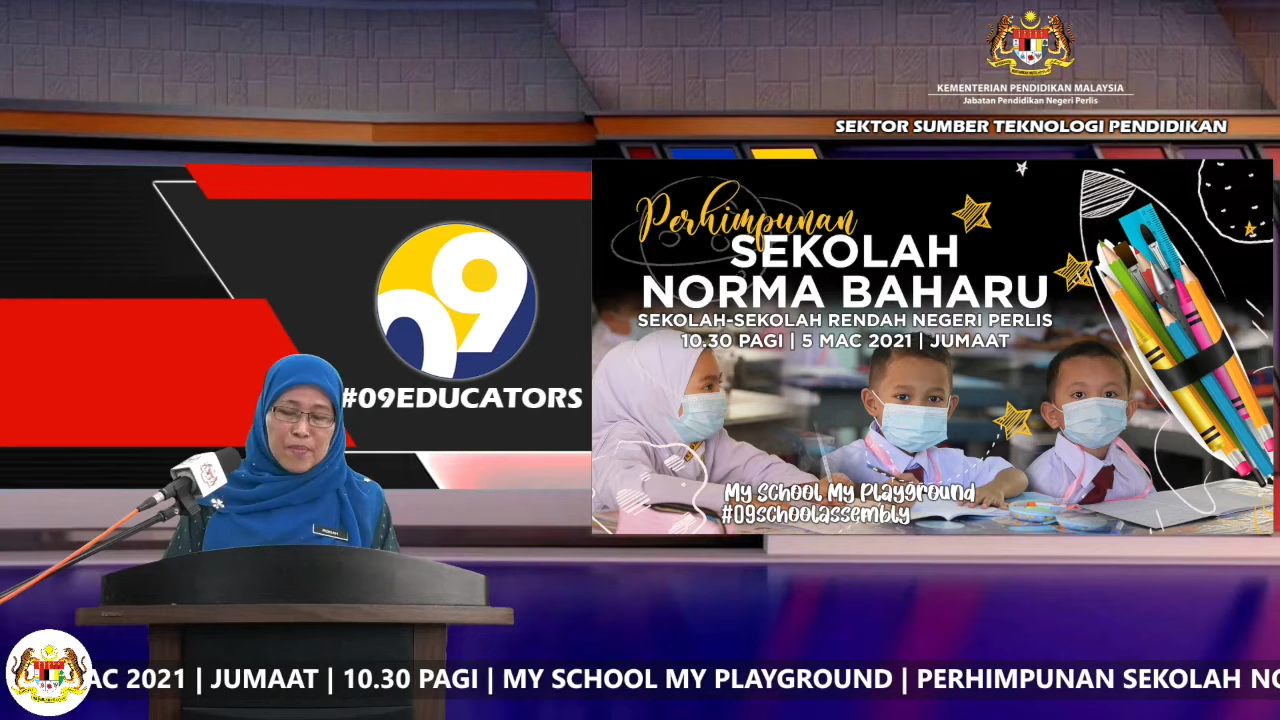 KEMENTERIAN PENDIDIKAN MALAYSIA
Jabatan Pendidikan Negeri Perlis
SEKTOR SUMBER TEKNOLOGI PENDIDIKAN
09
#09EDUCATORS
Perhimpunan
SEKOLAH
NORMA BAHARU
SEKOLAH-SEKOLAH RENDAH NEGERI PERLIS
10.30 PAGI | 5 MAC 2021 | JUMAAT
My School My Playground
#09schoolassembly
AC 2021 | JUMAAT | 10.30 PAGI | MY SCHOOL MY PLAYGROUND | PERHIMPUNAN SEKOLAH NO